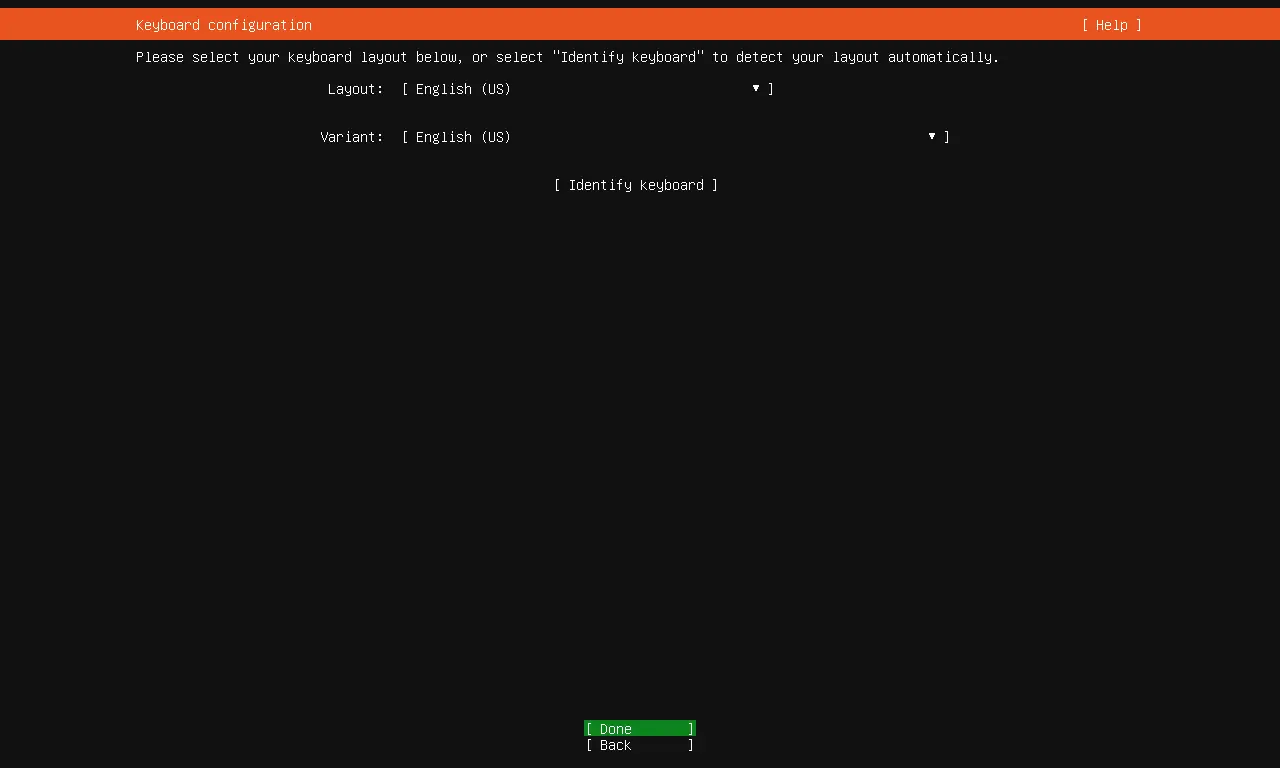 Keyboard configuration [ Help ]
Please select your keyboard layout below, or select "Identify keyboard" to detect your layout automatically.
Layout: [ English (US) ▼ ]
Variant: [ English (US) ▼ ]
[ Identify keyboard ]
[ Done ]
[ Back ]